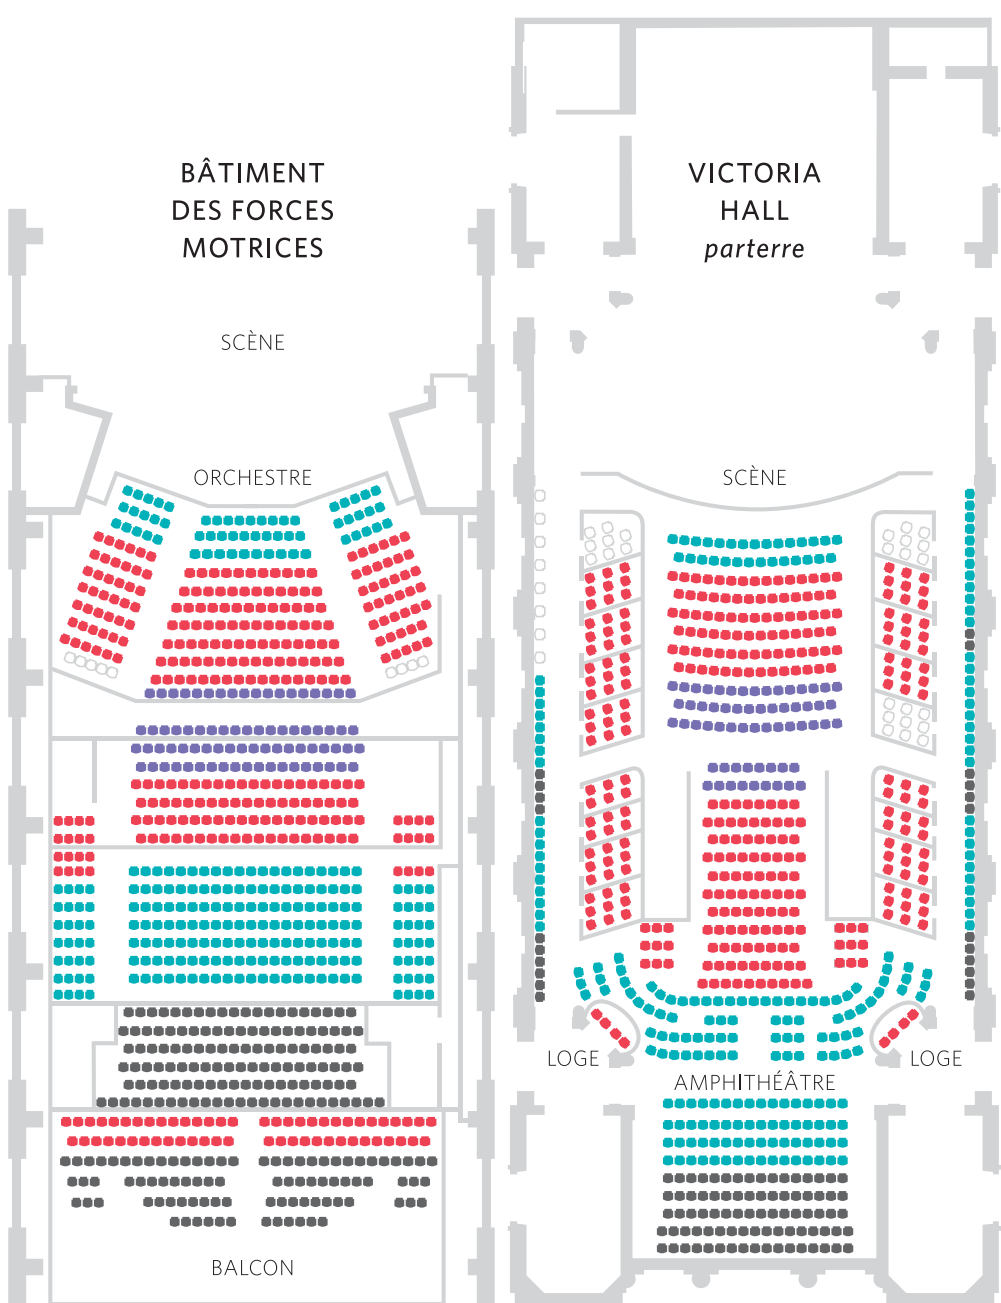 BÂTIMENT
DES FORCES
MOTRICES
SCÈNE
ORCHESTRE
BALCON
VICTORIA
HALL
parterre
SCÈNE
LOGE
LOGE
AMPHITHÉÂTRE